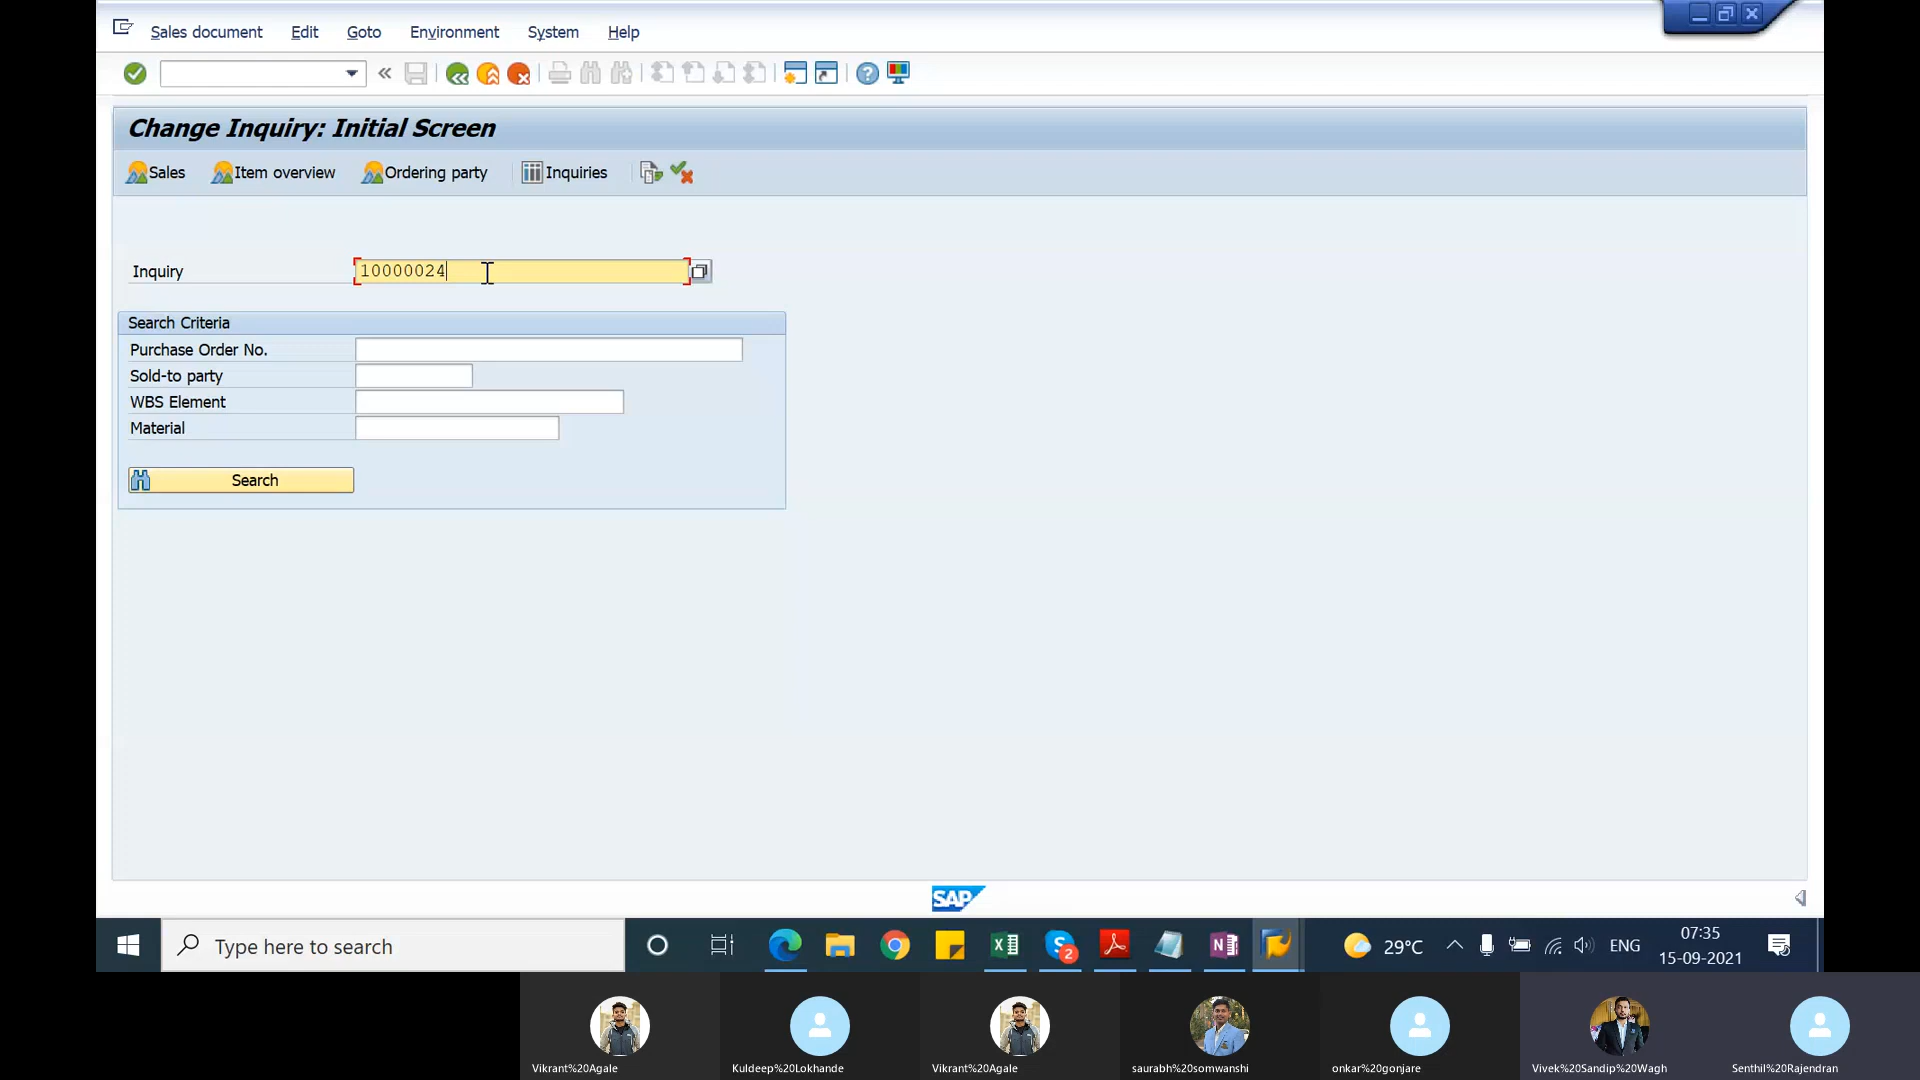 Sales document Edit Goto Environment System Help
Change Inquiry: Initial Screen
Sales Item overview Ordering party Inquiries
Inquiry 10000024
Search Criteria
Purchase Order No.
Sold-to party
WBS Element
Material
Search
SAP
Type here to search
2
29°C
ENG
07:35
15-09-2021
Vikrant%20Agale
Kuldeep%20Lokhande
Vikrant%20Agale
saurabh%20somwanshi
onkar%20gonjare
Vivek%20Sandip%20Wagh
Senthil%20Rajendran